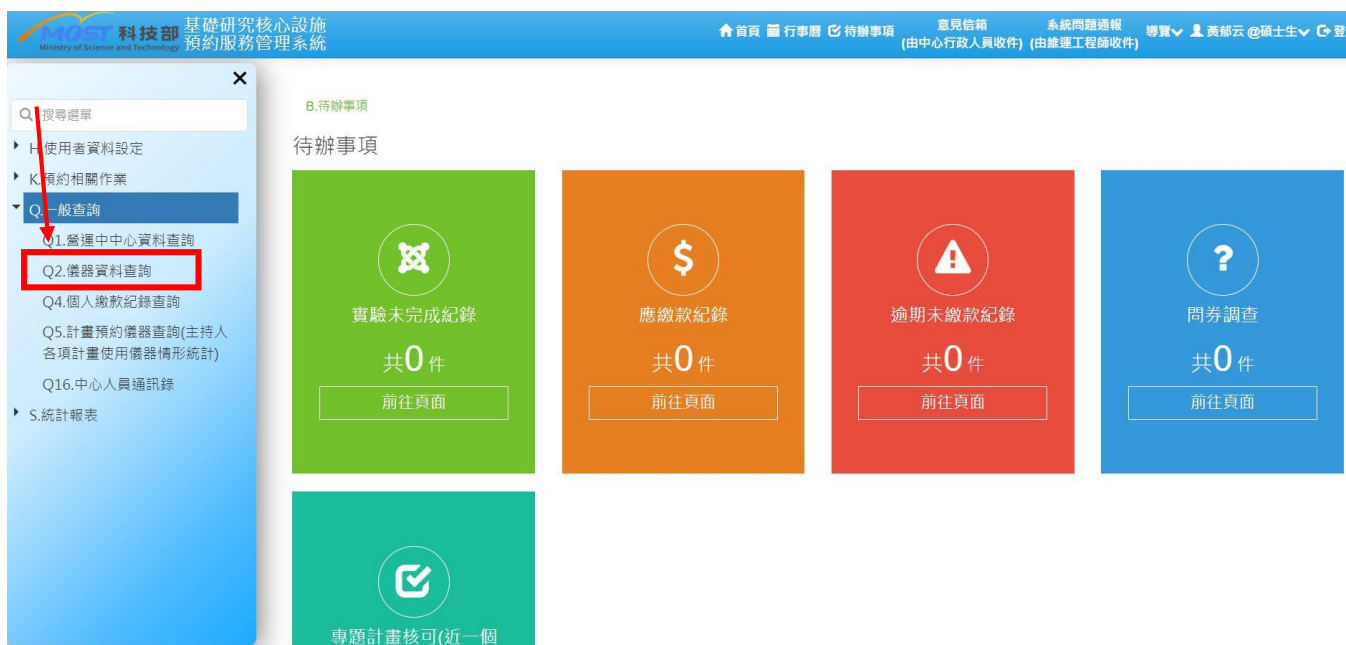 MOST 科技部 基礎研究核心設施
Ministry of Science and Technology 預約服務管理系統
首頁 行事曆 待辦事項 意見信箱 系統問題通報 導覽 黃郁云 @碩士生 登
(由中心行政人員收件) (由維運工程師收件)
搜尋選單
H.使用者資料設定
K.預約相關作業
Q.一般查詢
Q1.營運中中心資料查詢
Q2.儀器資料查詢
Q4.個人繳款紀錄查詢
Q5.計畫預約儀器查詢(主持人
各項計畫使用儀器情形統計)
Q16.中心人員通訊錄
S.統計報表
B.待辦事項
待辦事項
實驗未完成紀錄
共0 件
前往頁面
應繳款紀錄
共0 件
前往頁面
逾期未繳款紀錄
共0 件
前往頁面
問券調查
共0 件
前往頁面
專題計畫核可(近一個